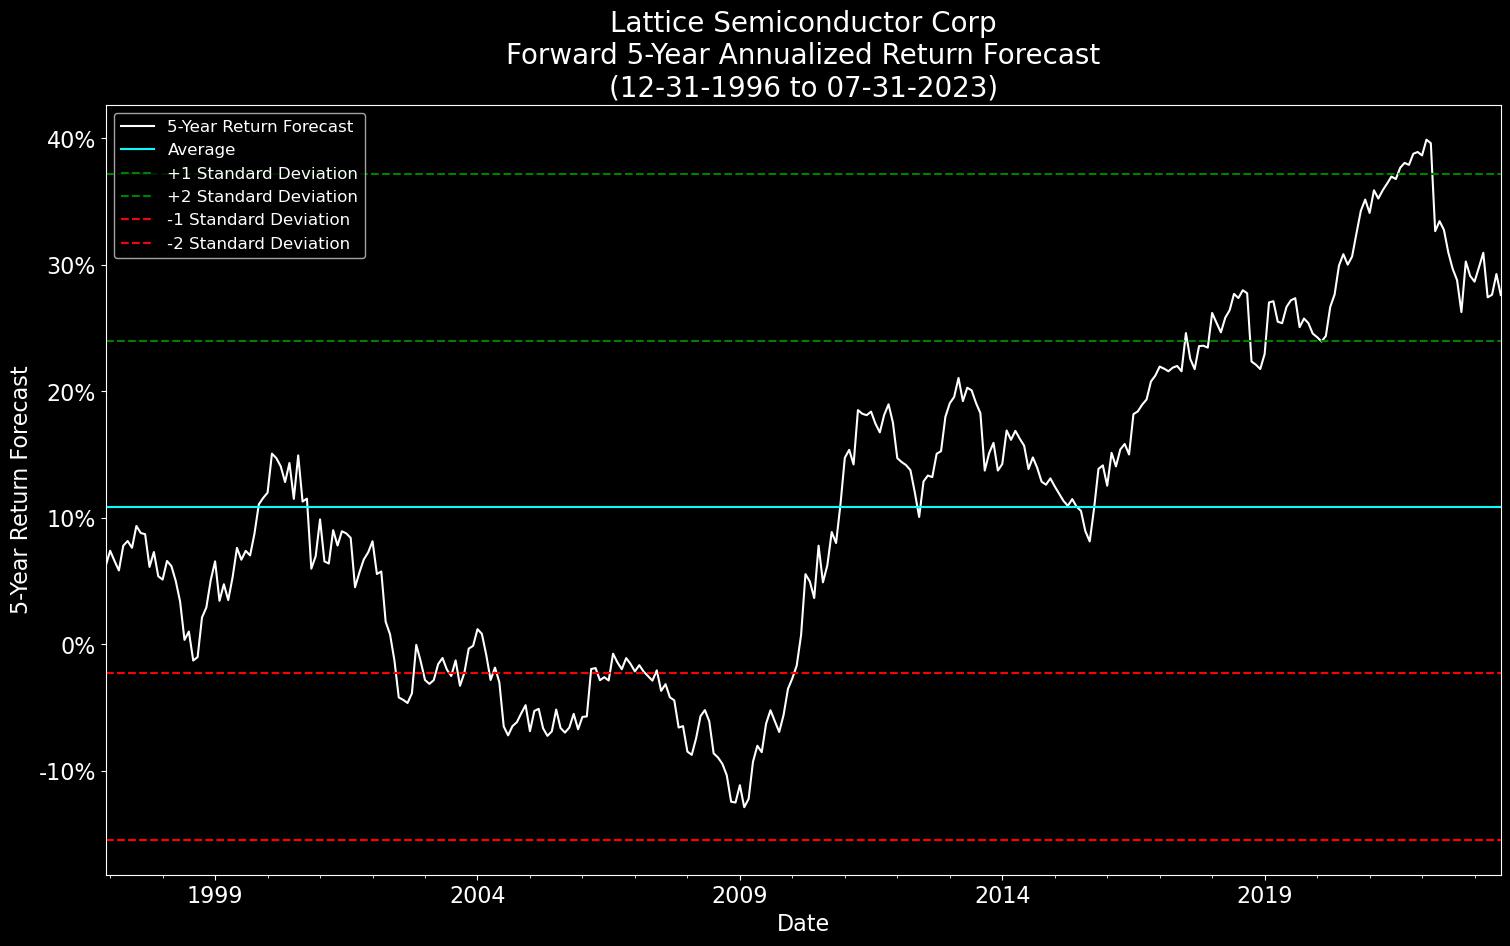 Lattice Semiconductor Corp
Forward 5-Year Annualized Return Forecast
(12-31-1996 to 07-31-2023)
5-Year Return Forecast
Average
+1 Standard Deviation
+2 Standard Deviation
-1 Standard Deviation
-2 Standard Deviation
40%
30%
20%
10%
0%
-10%
5-Year Return Forecast
1999 2004 2009 2014 2019
Date